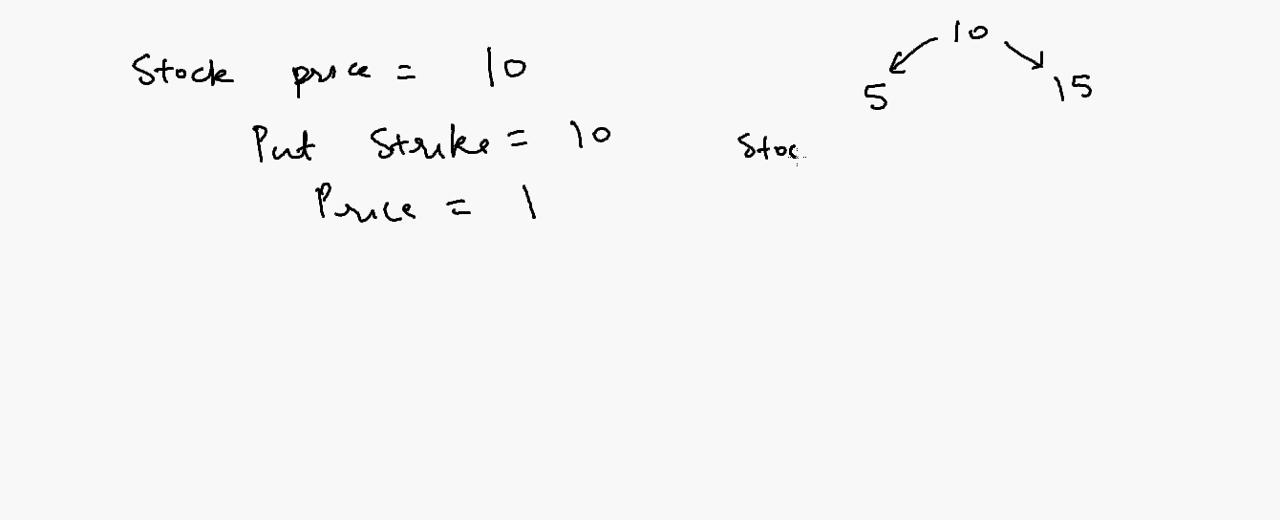 Stock price = 10
Put Strike = 10
Price = 1
10
5 15
Stoc